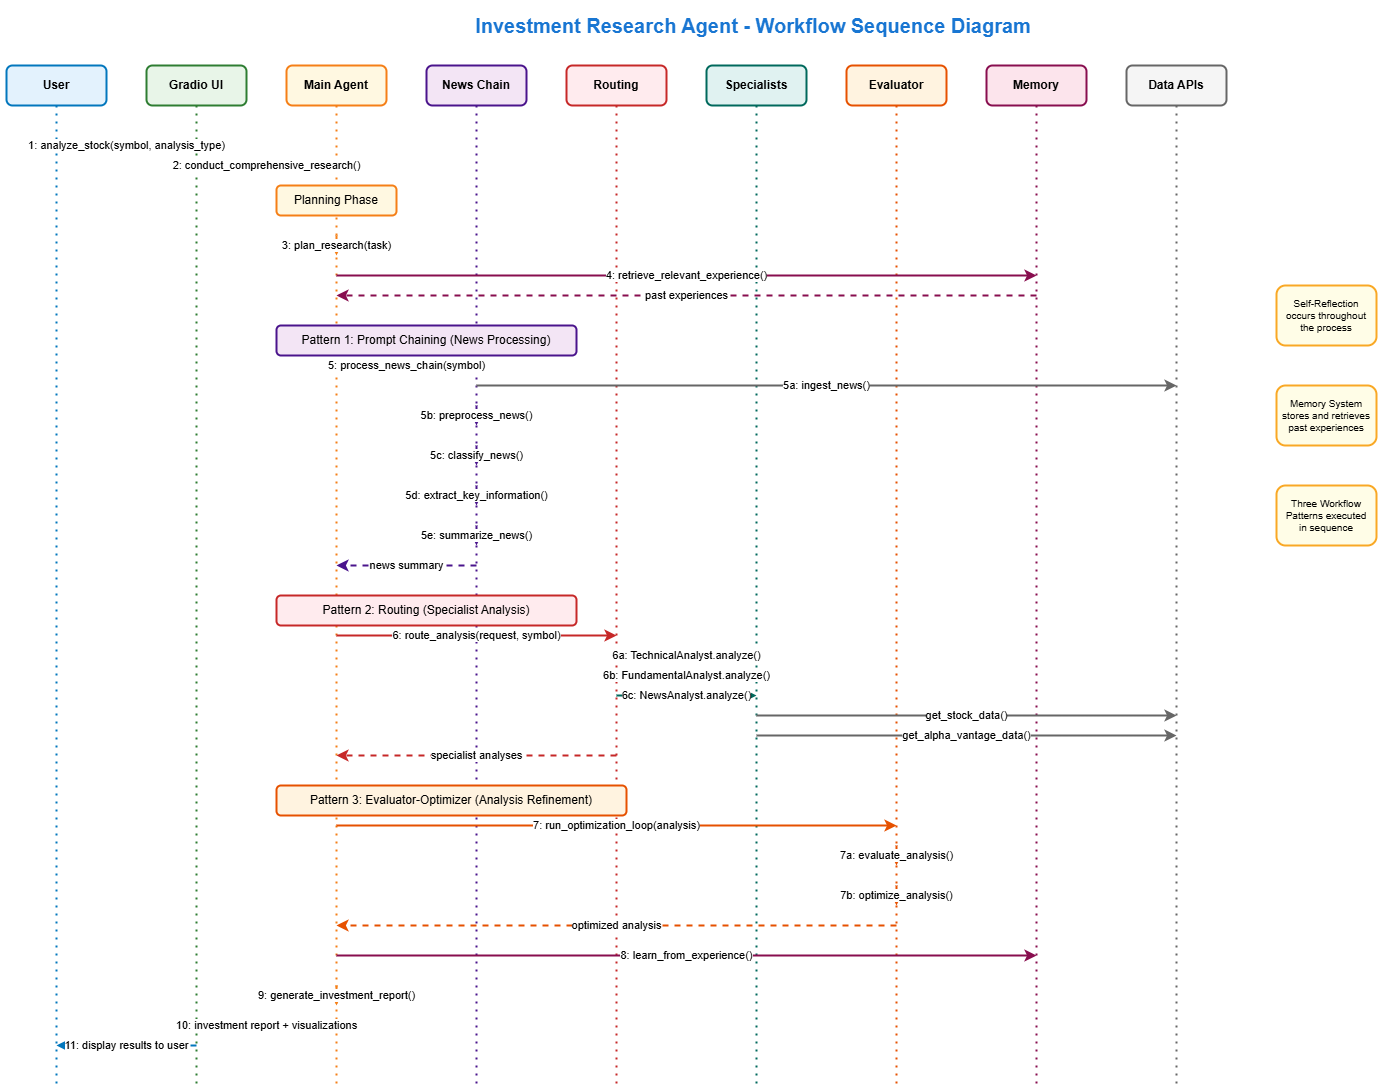 Investment Research Agent - Workflow Sequence Diagram
User
Gradio UI
Main Agent
News Chain
Routing
Specialists
Evaluator
Memory
Data APIs
1: analyze_stock(symbol, analysis_type)
2: conduct_comprehensive_research()
Planning Phase
3: plan_research(task)
4: retrieve_relevant_experience()
past experiences
Self-Reflection
occurs throughout
the process
Pattern 1: Prompt Chaining (News Processing)
5: process_news_chain(symbol)
5a: ingest_news()
Memory System
stores and retrieves
past experiences
5b: preprocess_news()
5c: classify_news()
5d: extract_key_information()
Three Workflow
Patterns executed
in sequence
5e: summarize_news()
news summary
Pattern 2: Routing (Specialist Analysis)
6: route_analysis(request, symbol)
6a: TechnicalAnalyst.analyze()
6b: FundamentalAnalyst.analyze()
6c: NewsAnalyst.analyze()
get_stock_data()
get_alpha_vantage_data()
specialist analyses
Pattern 3: Evaluator-Optimizer (Analysis Refinement)
7: run_optimization_loop(analysis)
7a: evaluate_analysis()
7b: optimize_analysis()
optimized analysis
8: learn_from_experience()
9: generate_investment_report()
10: investment report + visualizations
11: display results to user